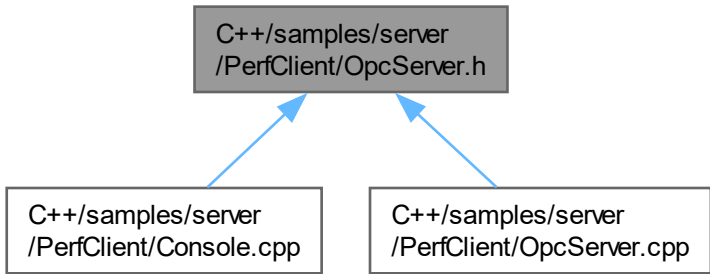 C++/samples/server
/PerfClient/OpcServer.h
C++/samples/server
/PerfClient/Console.cpp
C++/samples/server
/PerfClient/OpcServer.cpp